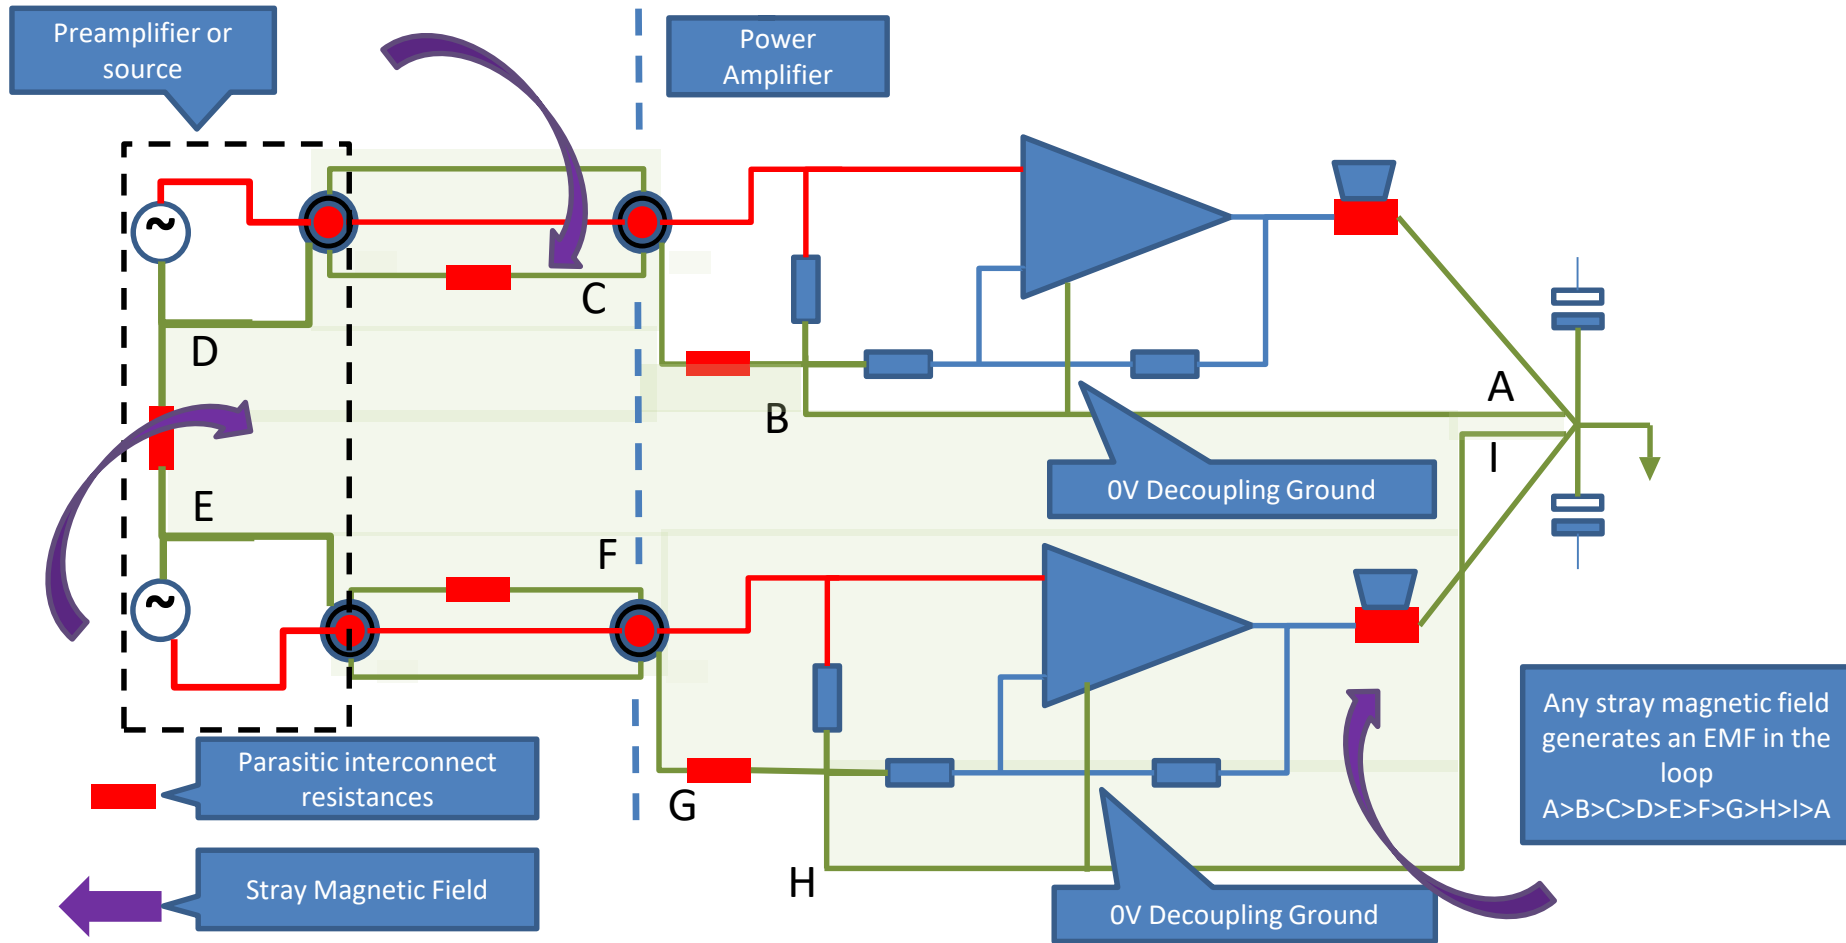 Preamplifier or
source
Power
Amplifier
~
C
D
A
B
I
0V Decoupling Ground
E
F
~
Any stray magnetic field
generates an EMF in the
loop
A>B>C>D>E>F>G>H>I>A
Parasitic interconnect
resistances
G
H
Stray Magnetic Field
0V Decoupling Ground